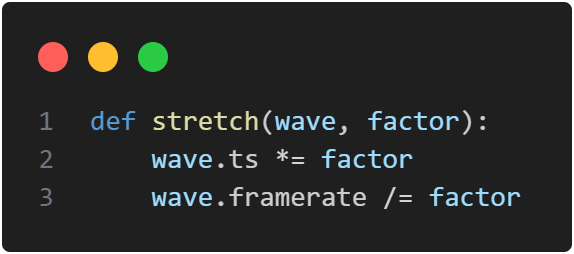 1 def stretch(wave, factor):
2     wave.ts *= factor
3     wave.framerate /= factor